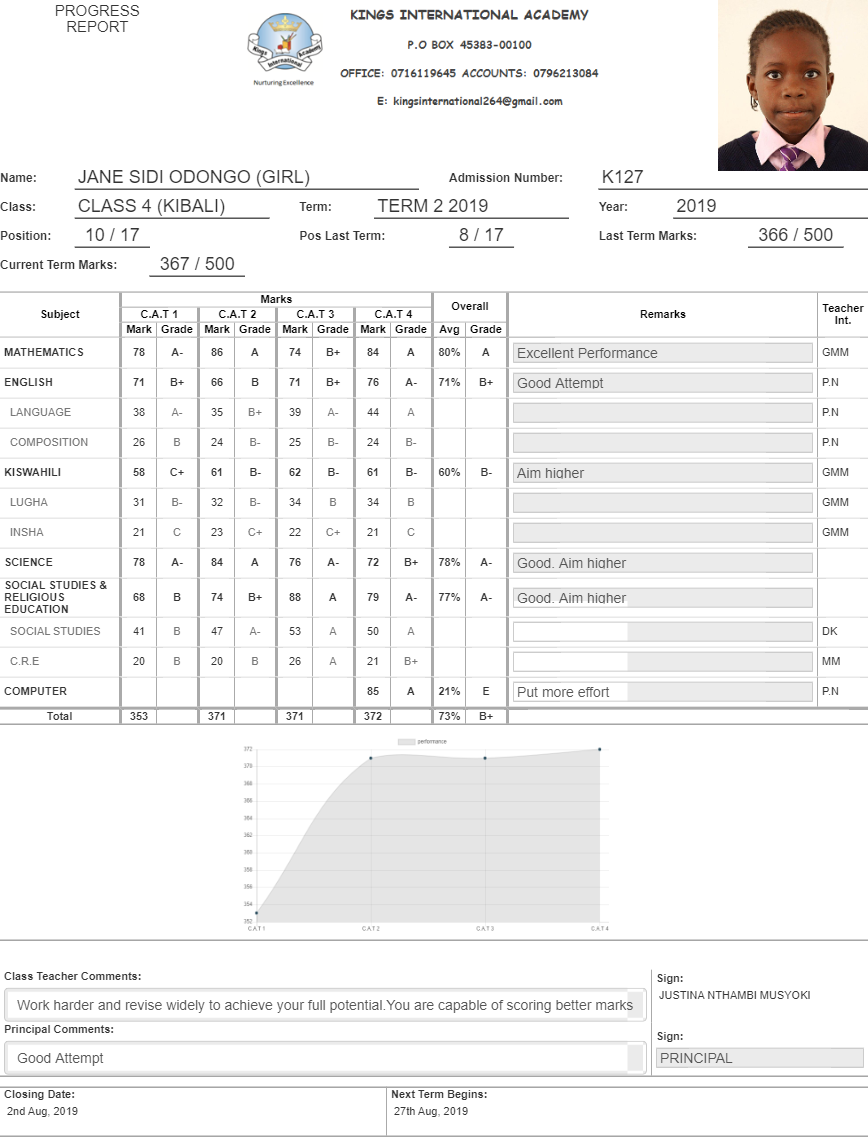 PROGRESS
REPORT
KINGS INTERNATIONAL ACADEMY
P.O BOX 45383-00100
OFFICE: 0716119645 ACCOUNTS: 0796213084
E: kingsinternational264@gmail.com
Kings Academy
International
Nurturing Excellence
Name: JANE SIDI ODONGO (GIRL) Admission Number: K127
Class: CLASS 4 (KIBALI) Term: TERM 2 2019 Year: 2019
Position: 10 / 17 Pos Last Term: 8 / 17 Last Term Marks: 366 / 500
Current Term Marks: 367 / 500
Subject Marks Overall Remarks Teacher Int.
C.A.T 1 C.A.T 2 C.A.T 3 C.A.T 4
Mark Grade Mark Grade Mark Grade Mark Grade Avg Grade
MATHEMATICS 78 A- 86 A 74 B+ 84 A 80% A Excellent Performance GMM
ENGLISH 71 B+ 66 B 71 B+ 76 A- 71% B+ Good Attempt P.N
LANGUAGE 38 A- 35 B+ 39 A- 44 A P.N
COMPOSITION 26 B 24 B- 25 B- 24 B- P.N
KISWAHILI 58 C+ 61 B- 62 B- 61 B- 60% B- Aim higher GMM
LUGHA 31 B- 32 B- 34 B 34 B GMM
INSHA 21 C 23 C+ 22 C+ 21 C GMM
SCIENCE 78 A- 84 A 76 A- 72 B+ 78% A- Good. Aim higher
SOCIAL STUDIES &
RELIGIOUS
EDUCATION 68 B 74 B+ 88 A 79 A- 77% A- Good. Aim higher
SOCIAL STUDIES 41 B 47 A- 53 A 50 A DK
C.R.E 20 B 20 B 26 A 21 B+ MM
COMPUTER 85 A 21% E Put more effort P.N
Total 353 371 371 372 73% B+
performance
372
370
368
366
364
362
360
358
356
354
352
CAT1 CAT2 CAT3 CAT4
Class Teacher Comments: Sign:
Work harder and revise widely to achieve your full potential.You are capable of scoring better marks JUSTINA NTHAMBI MUSYOKI
Principal Comments: Sign:
Good Attempt PRINCIPAL
Closing Date: Next Term Begins:
2nd Aug, 2019 27th Aug, 2019